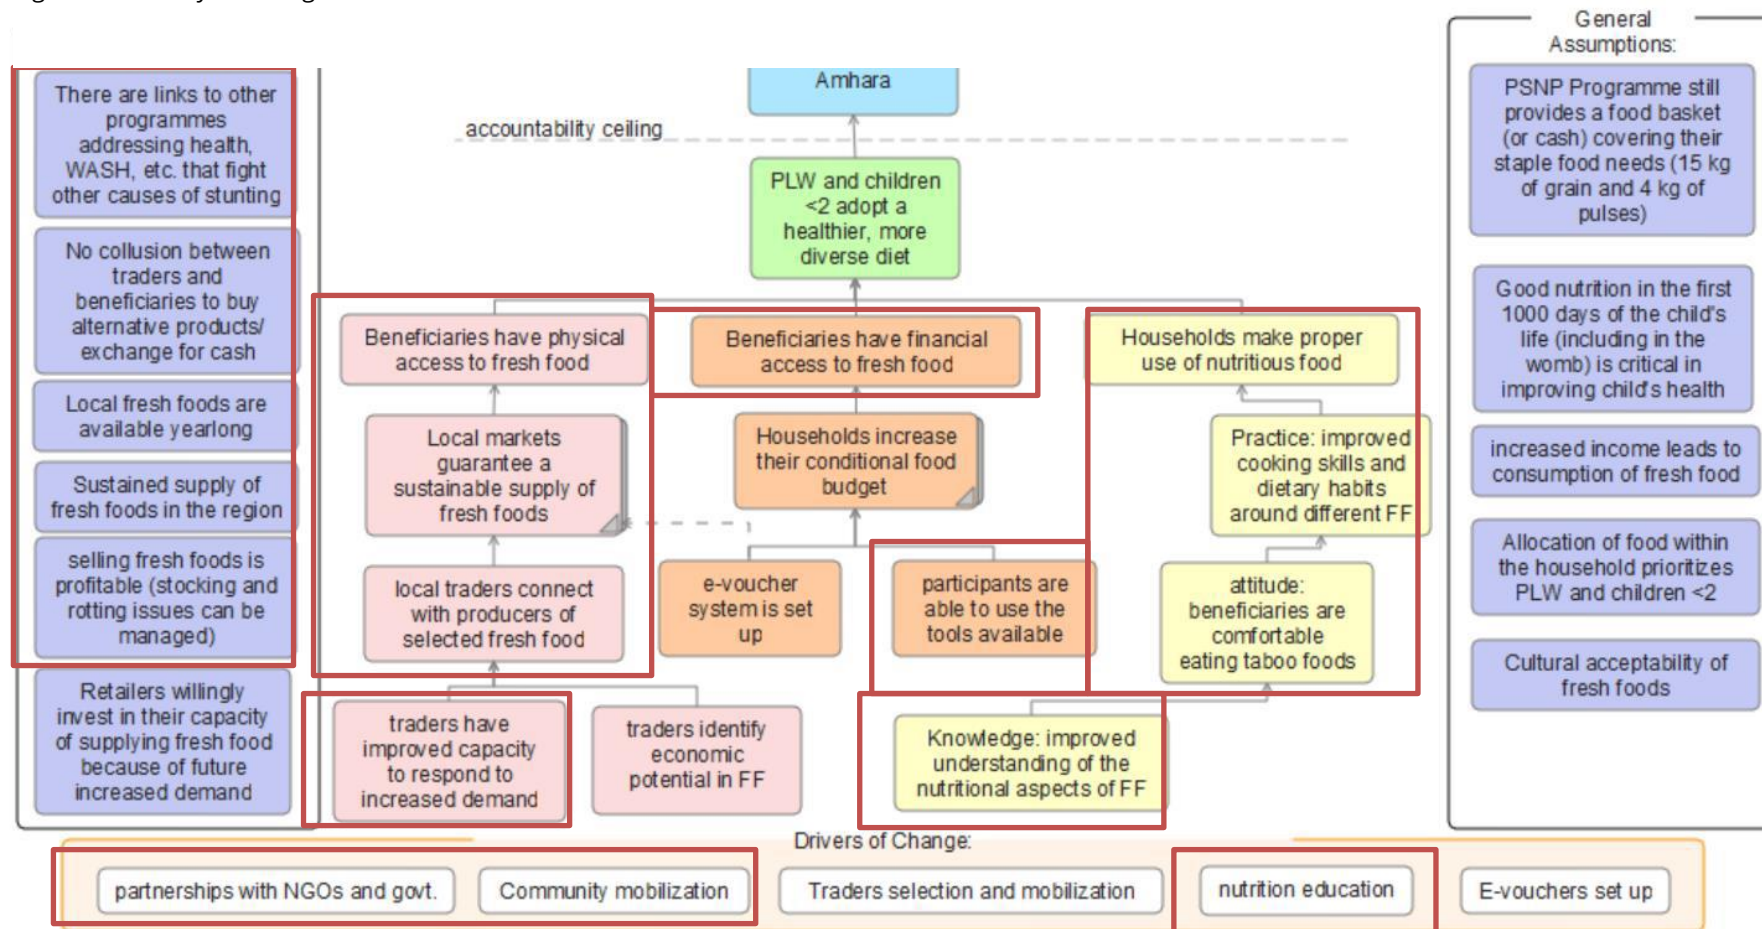 General
Assumptions:
Amhara
accountability ceiling
There are links to other
programmes
addressing health,
WASH, etc. that fight
other causes of stunting
No collusion between
traders and
beneficiaries to buy
alternative products/
exchange for cash
Local fresh foods are
available yearlong
Sustained supply of
fresh foods in the region
selling fresh foods is
profitable (stocking and
rotting issues can be
managed)
Retailers willingly
invest in their capacity
of supplying fresh food
because of future
increased demand
PLW and children
<2 adopt a
healthier, more
diverse diet
Beneficiaries have physical
access to fresh food
Beneficiaries have financial
access to fresh food
Households make proper
use of nutritious food
Local markets
guarantee a
sustainable supply of
fresh foods
Households increase
their conditional food
budget
Practice: improved
cooking skills and
dietary habits
around different FF
local traders connect
with producers of
selected fresh food
e-voucher
system is set
up
participants are
able to use the
tools available
attitude:
beneficiaries are
comfortable
eating taboo foods
traders have
improved capacity
to respond to
increased demand
traders identify
economic
potential in FF
Knowledge: improved
understanding of the
nutritional aspects of FF
PSNP Programme still
provides a food basket
(or cash) covering their
staple food needs (15 kg
of grain and 4 kg of
pulses)
Good nutrition in the first
1000 days of the child's
life (including in the
womb) is critical in
improving child's health
increased income leads to
consumption of fresh food
Allocation of food within
the household prioritizes
PLW and children <2
Cultural acceptability of
fresh foods
Drivers of Change:
partnerships with NGOs and govt.
Community mobilization
Traders selection and mobilization
nutrition education
E-vouchers set up